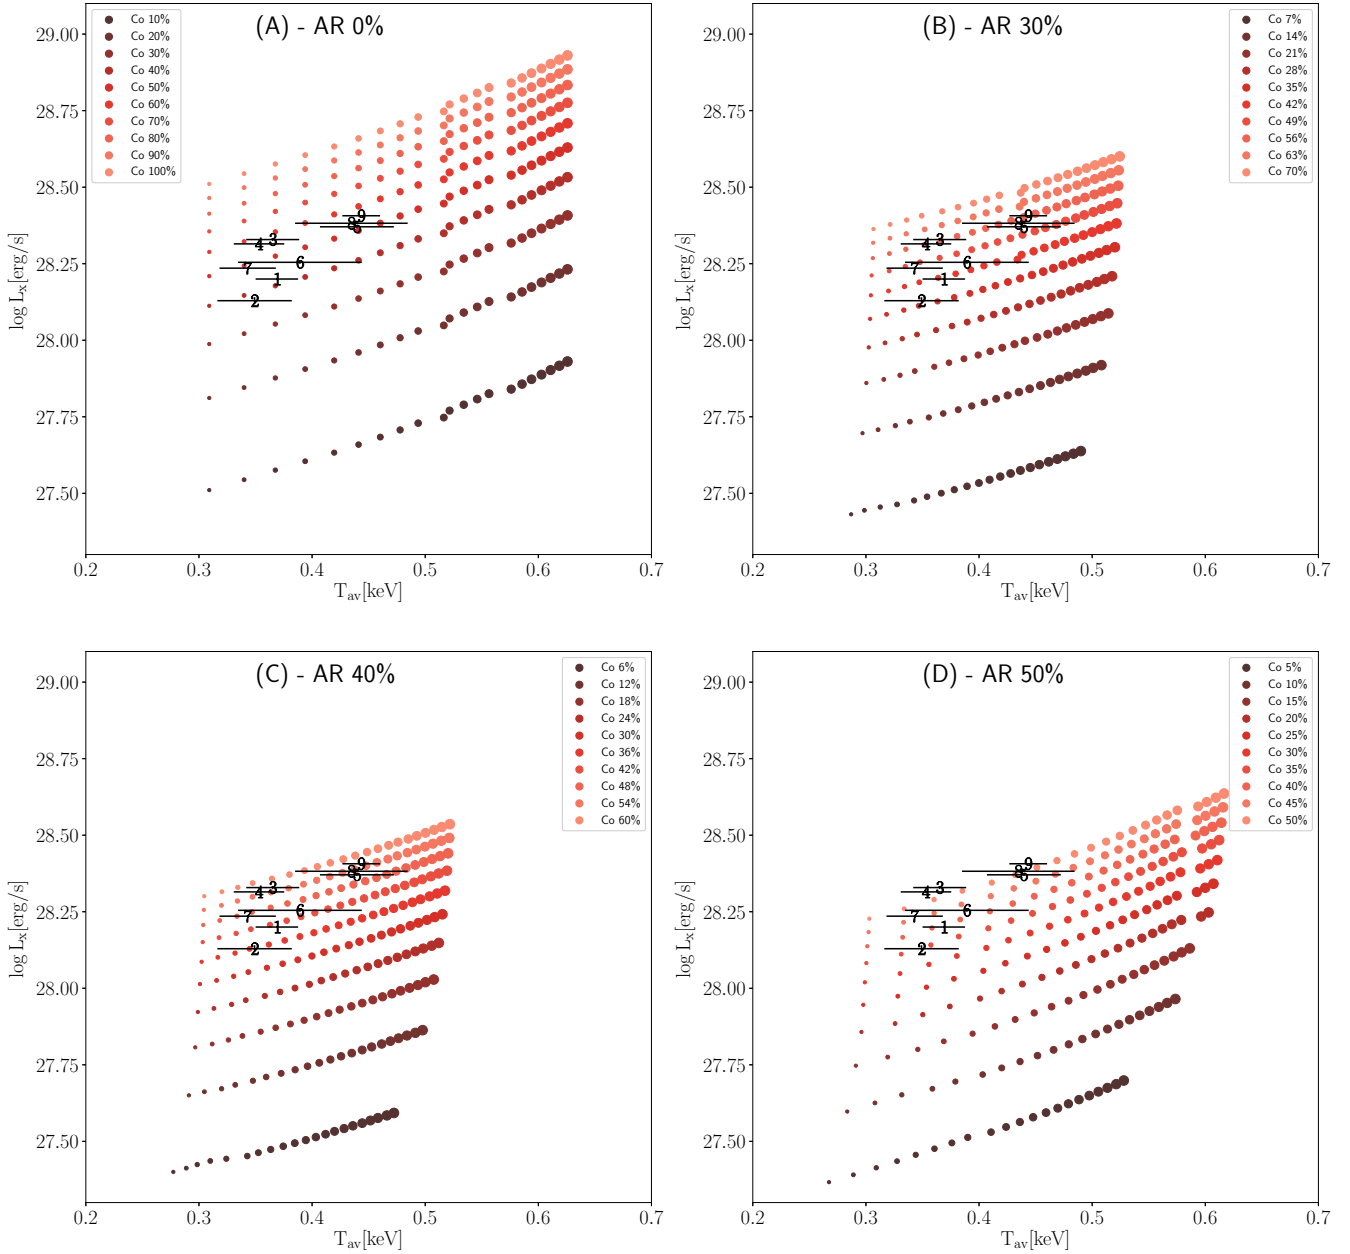 (A) - AR 0%
Co 10%
Co 20%
Co 30%
Co 40%
Co 50%
Co 60%
Co 70%
Co 80%
Co 90%
Co 100%
29.00
28.75
28.50
28.25
28.00
27.75
27.50
log Lx[erg/s]
9
8
5
3
4
6
7
1
2
0.2 0.3 0.4 0.5 0.6 0.7
Tav[keV]
(B) - AR 30%
Co 7%
Co 14%
Co 21%
Co 28%
Co 35%
Co 42%
Co 49%
Co 56%
Co 63%
Co 70%
29.00
28.75
28.50
28.25
28.00
27.75
27.50
log Lx[erg/s]
9
8
5
3
4
6
7
1
2
0.2 0.3 0.4 0.5 0.6 0.7
Tav[keV]
(C) - AR 40%
Co 6%
Co 12%
Co 18%
Co 24%
Co 30%
Co 36%
Co 42%
Co 48%
Co 54%
Co 60%
29.00
28.75
28.50
28.25
28.00
27.75
27.50
log Lx[erg/s]
9
8
5
3
4
6
7
1
2
0.2 0.3 0.4 0.5 0.6 0.7
Tav[keV]
(D) - AR 50%
Co 5%
Co 10%
Co 15%
Co 20%
Co 25%
Co 30%
Co 35%
Co 40%
Co 45%
Co 50%
29.00
28.75
28.50
28.25
28.00
27.75
27.50
log Lx[erg/s]
9
8
5
3
4
6
7
1
2
0.2 0.3 0.4 0.5 0.6 0.7
Tav[keV]